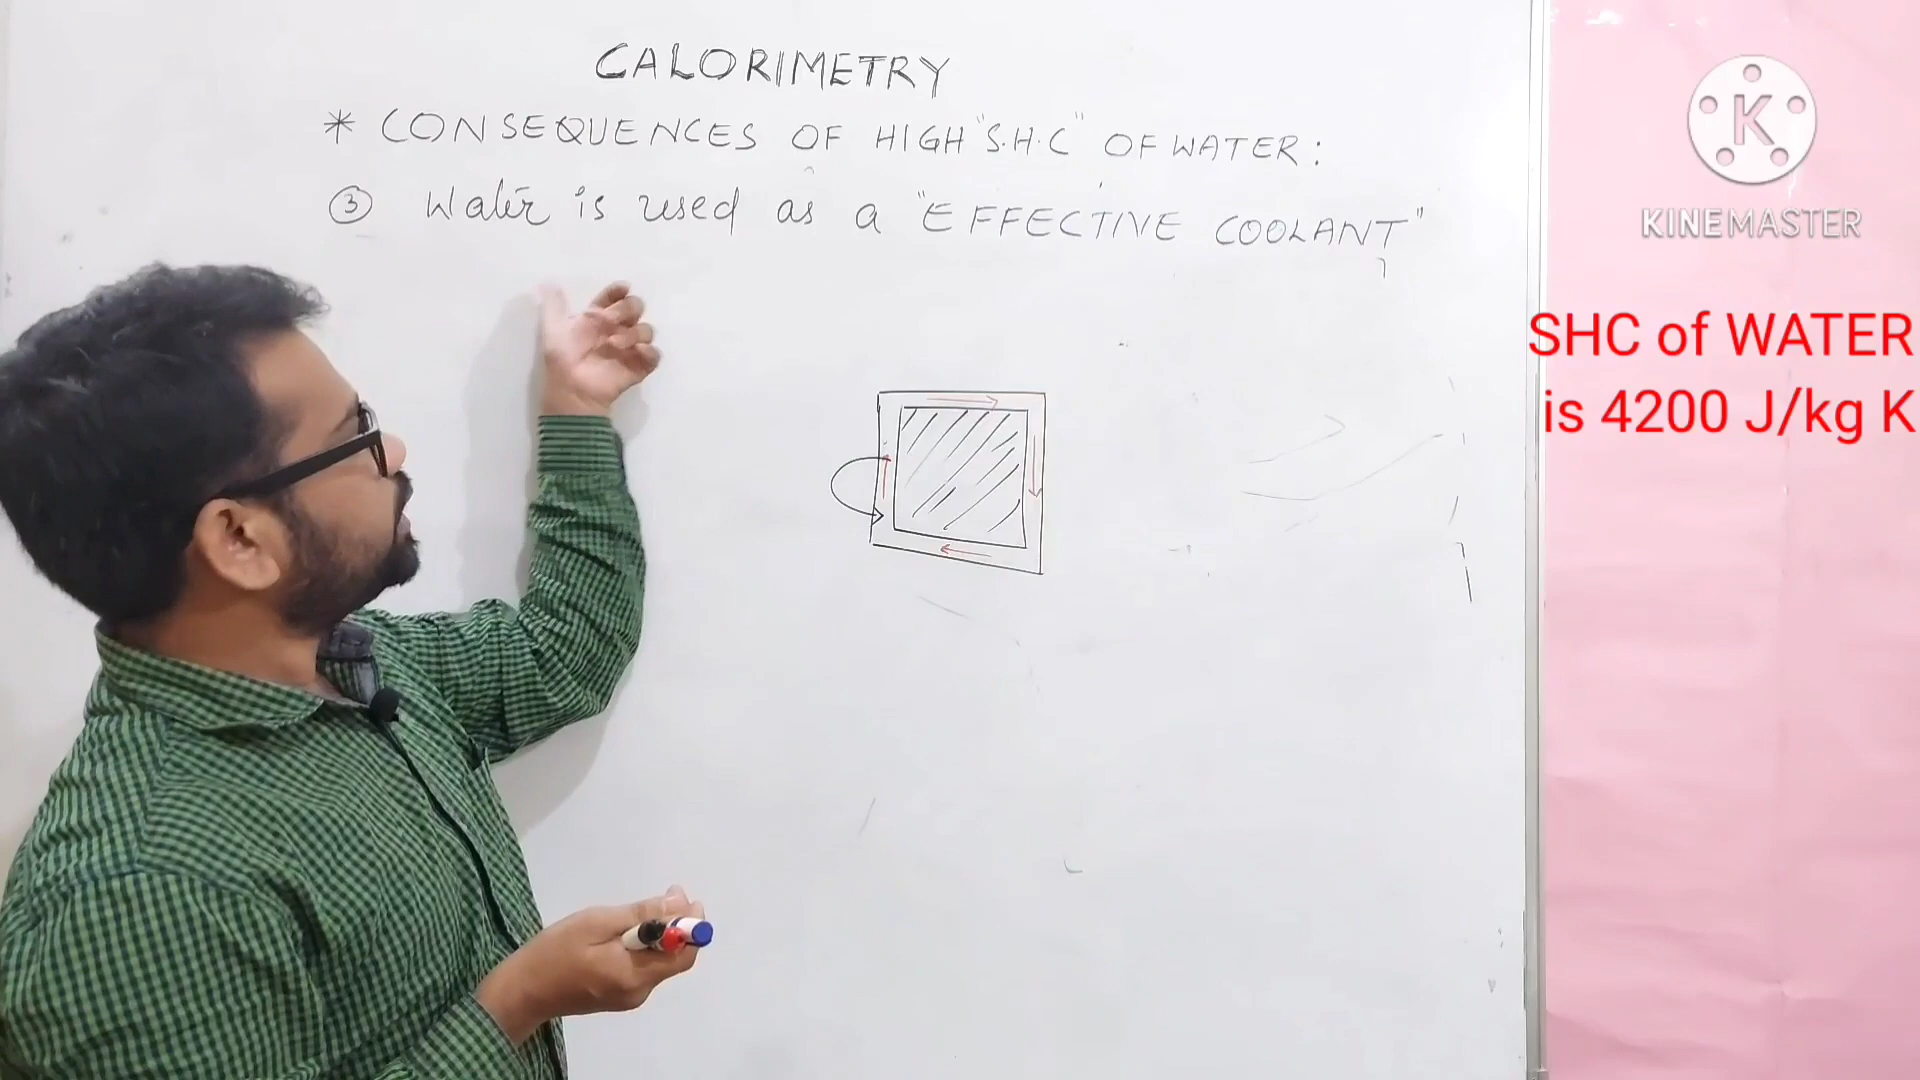 CALORIMETRY
* CONSEQUENCES OF HIGH "S.H.C" OF WATER:
③ Water is used as a "EFFECTIVE COOLANT"
K
KINEMASTER
SHC of WATER
is 4200 J/kg K